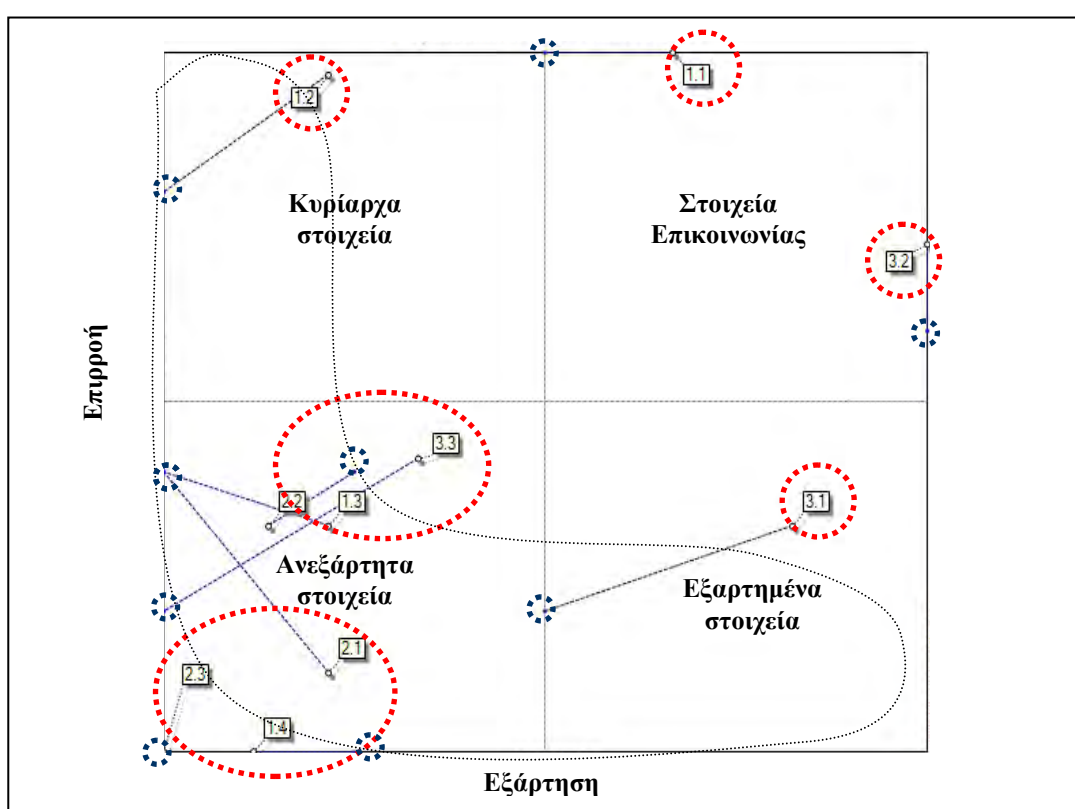 1.2
1.1
Κυρίαρχα
στοιχεία
Στοιχεία
Επικοινωνίας
3.2
Επιρροή
3.3
2.2
1.3
3.1
Ανεξάρτητα
στοιχεία
Εξαρτημένα
στοιχεία
2.1
2.3
1.4
Εξάρτηση